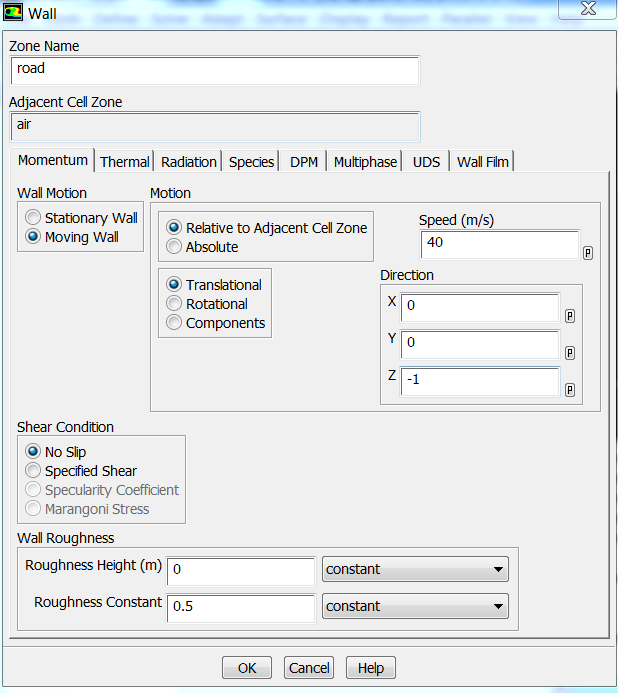 Wall
Zone Name
road
Adjacent Cell Zone
air
Momentum Thermal Radiation Species DPM Multiphase UDS Wall Film
Wall Motion
Stationary Wall
Moving Wall
Motion
Relative to Adjacent Cell Zone
Absolute
Speed (m/s)
40
P
Translational
Rotational
Components
Direction
X 0 P
Y 0 P
Z -1 P
Shear Condition
No Slip
Specified Shear
Specularity Coefficient
Marangoni Stress
Wall Roughness
Roughness Height (m) 0 constant
Roughness Constant 0.5 constant
OK Cancel Help